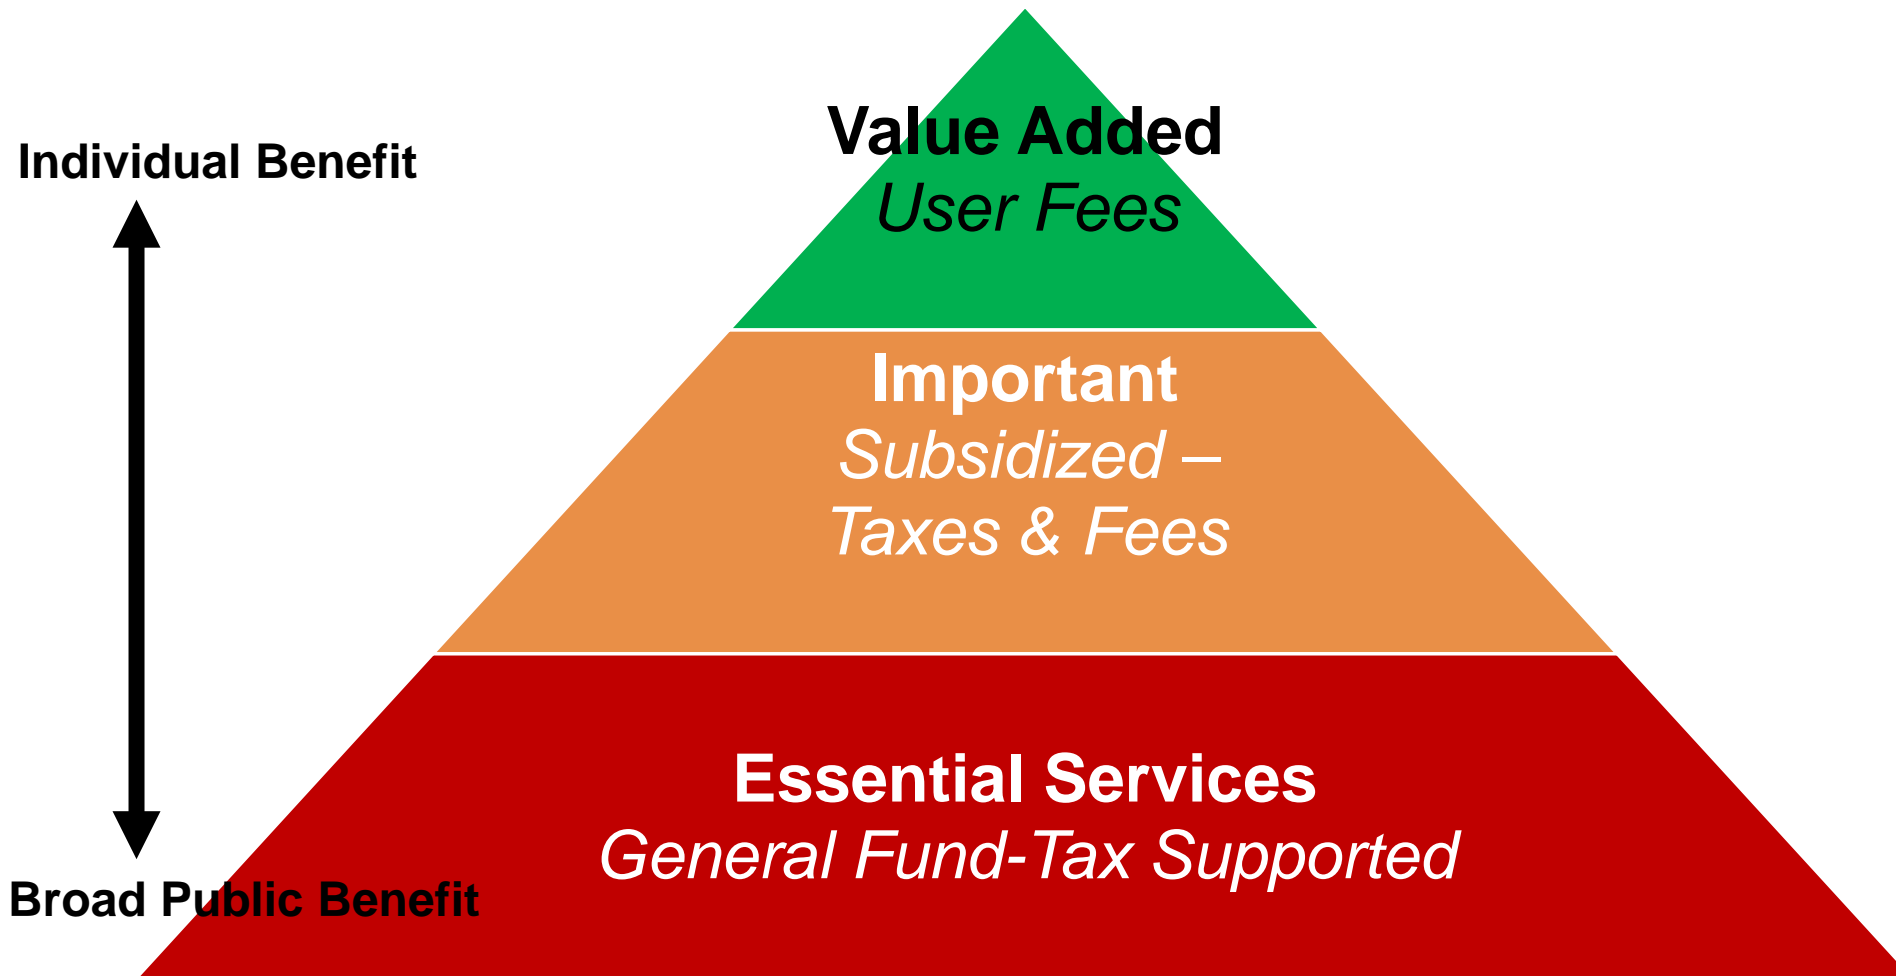 Value Added
User Fees
Individual Benefit
Important
Subsidized –
Taxes & Fees
Essential Services
General Fund-Tax Supported
Broad Public Benefit